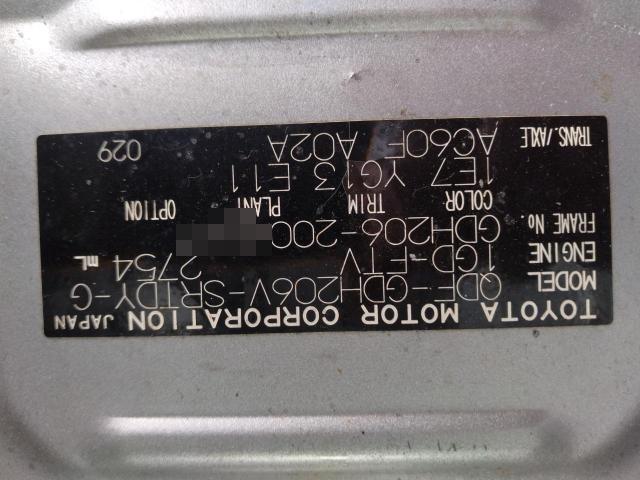 TOYOTA MOTOR CORPORATION JAPAN
MODEL QDF-GDH206V-SRTDY-G
ENGINE 1GD-FTV 2754 mL
FRAME No. GDH206-200
COLOR TRIM PLANT OPTION
1E7 YG13 E11
TRANS./AXLE AC60F A02A
029